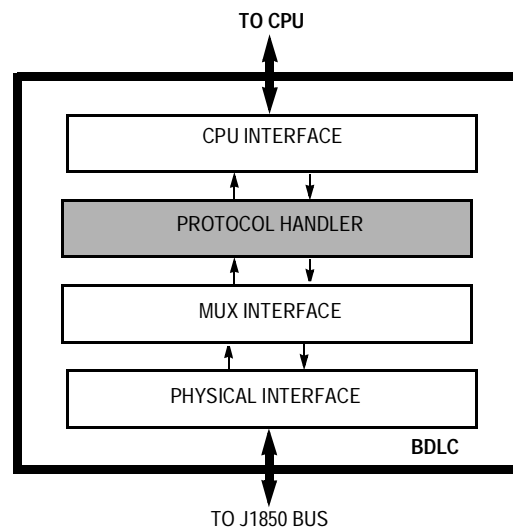 TO CPU
CPU INTERFACE
PROTOCOL HANDLER
MUX INTERFACE
PHYSICAL INTERFACE
BDLC
TO J1850 BUS